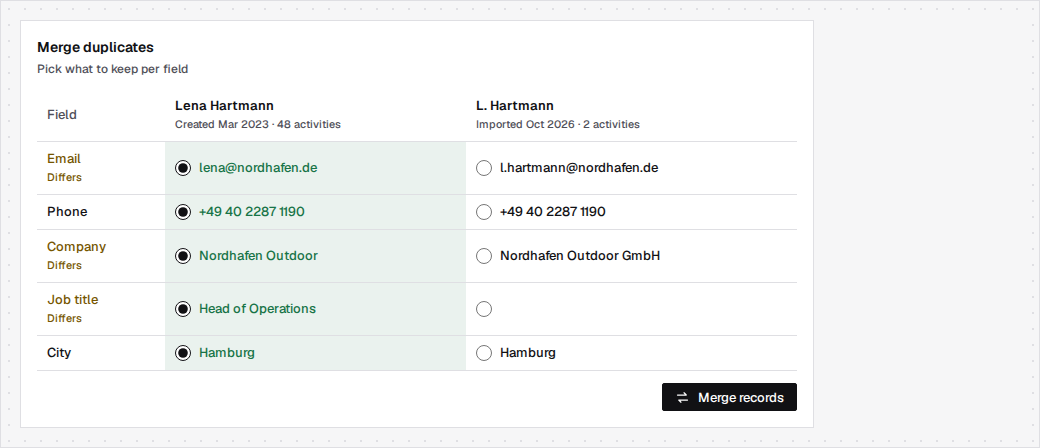 Merge duplicates
Pick what to keep per field
Field
Lena Hartmann
Created Mar 2023 · 48 activities
L. Hartmann
Imported Oct 2026 · 2 activities
Email
Differs
lena@nordhafen.de
l.hartmann@nordhafen.de
Phone
+49 40 2287 1190
+49 40 2287 1190
Company
Differs
Nordhafen Outdoor
Nordhafen Outdoor GmbH
Job title
Differs
Head of Operations
City
Hamburg
Hamburg
Merge records